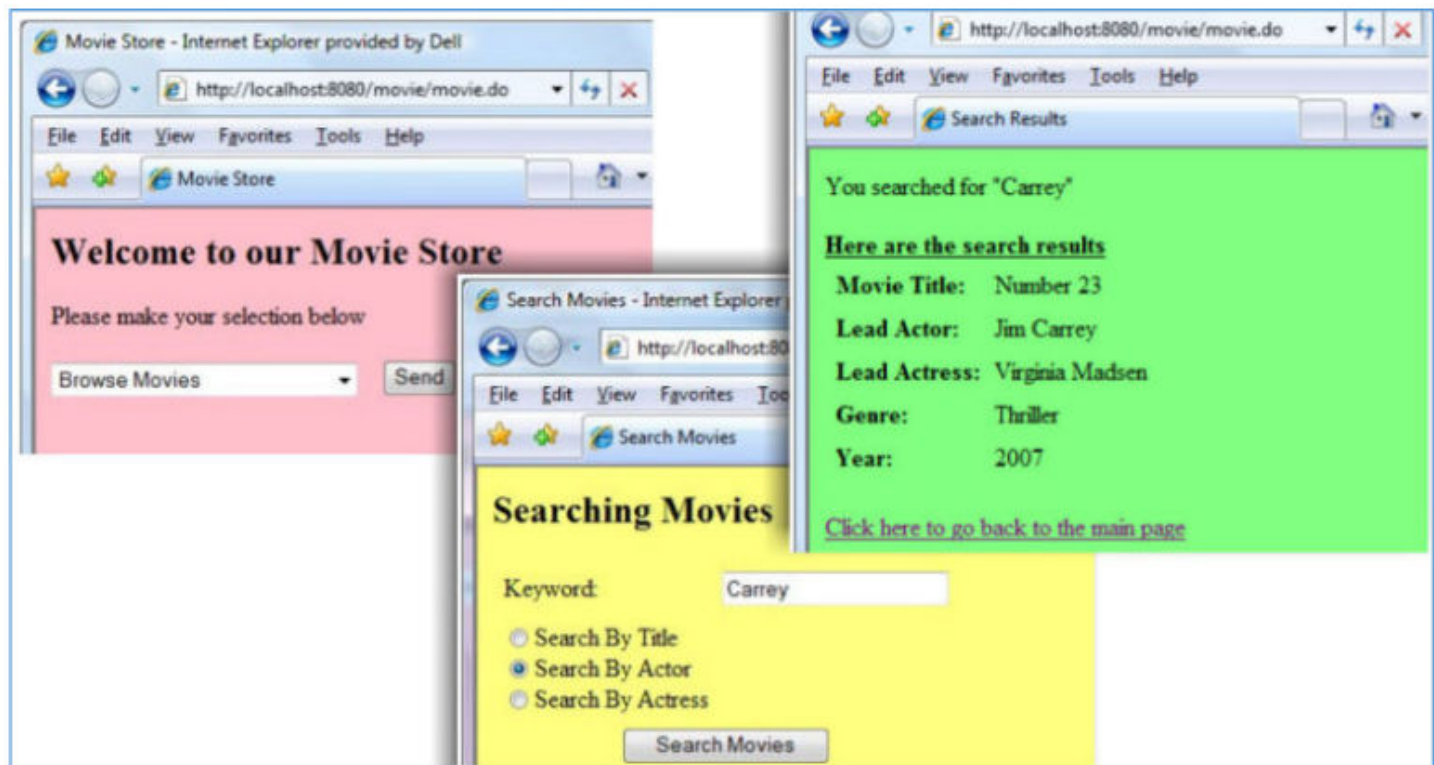 Movie Store - Internet Explorer provided by Dell
http://localhost:8080/movie/movie.do
File Edit View Favorites Tools Help
Movie Store
Welcome to our Movie Store
Please make your selection below
Browse Movies Send
Search Movies - Internet Explorer
http://localhost:80
File Edit View Favorites Too
Search Movies
Searching Movies
Keyword: Carrey
Search By Title
Search By Actor
Search By Actress
Search Movies
http://localhost:8080/movie/movie.do
File Edit View Favorites Tools Help
Search Results
You searched for "Carrey"
Here are the search results
Movie Title: Number 23
Lead Actor: Jim Carrey
Lead Actress: Virginia Madsen
Genre: Thriller
Year: 2007
Click here to go back to the main page